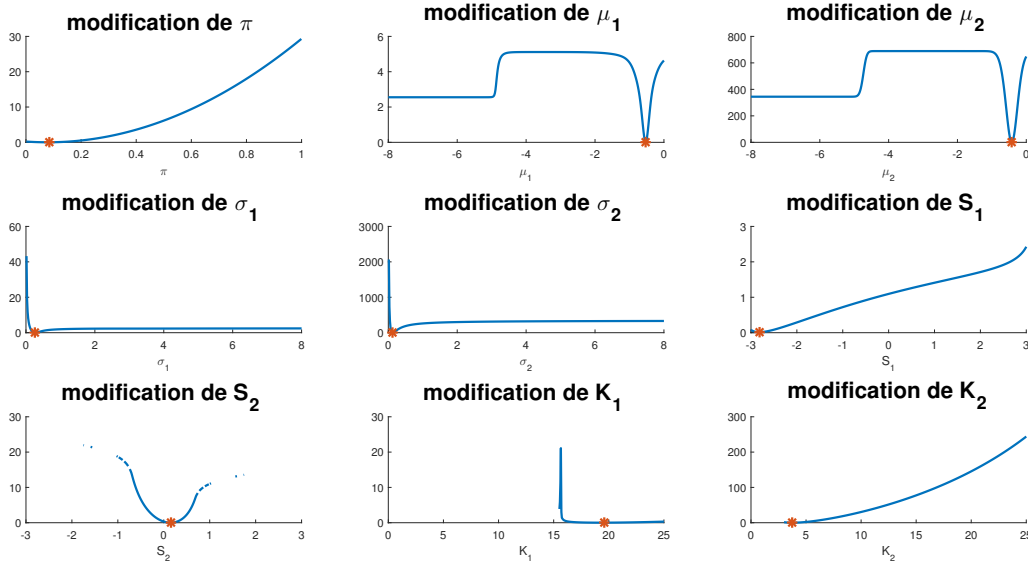 modification de π
30
20
10
0
0 0.2 0.4 0.6 0.8 1
π
modification de μ1
6
4
2
0
-8 -6 -4 -2 0
μ1
modification de μ2
800
600
400
200
0
-8 -6 -4 -2 0
μ2
modification de σ1
60
40
20
0
0 2 4 6 8
σ1
modification de σ2
3000
2000
1000
0
0 2 4 6 8
σ2
modification de S1
3
2
1
0
-3 -2 -1 0 1 2 3
S1
modification de S2
30
20
10
0
-3 -2 -1 0 1 2 3
S2
modification de K1
30
20
10
0
0 5 10 15 20 25
K1
modification de K2
300
200
100
0
0 5 10 15 20 25
K2